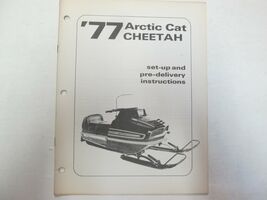 '77 Arctic Cat
CHEETAH
set-up and
pre-delivery
instructions